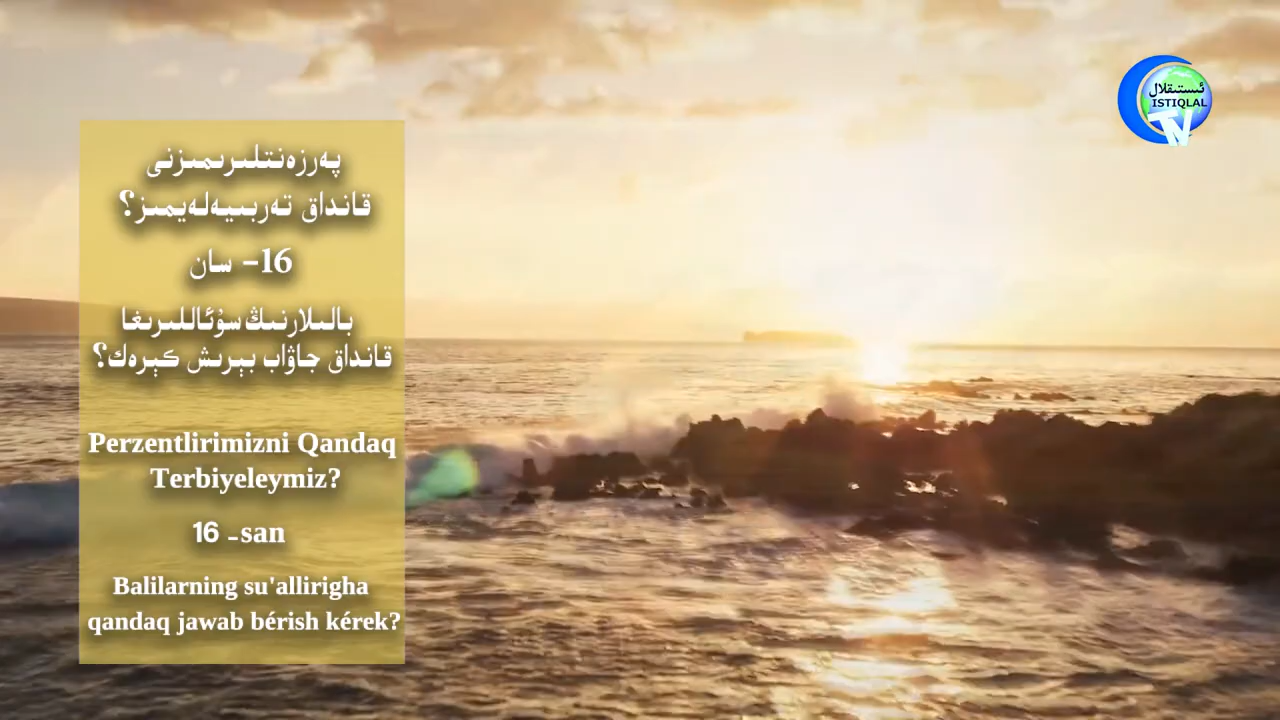 پەرزەنتلىرىمىزنى
قانداق تەربىيەلەيمىز؟
16- سان
بالىلارنىڭ سۇئاللىرىغا
قانداق جاۋاب بېرىش كېرەك؟
Perzentlirimizni Qandaq
Terbiyeleymiz?
16 -san
Balilarning su'allirigha
qandaq jawab bérish kérek?
ئىستىقلال
ISTIQLAL
TV